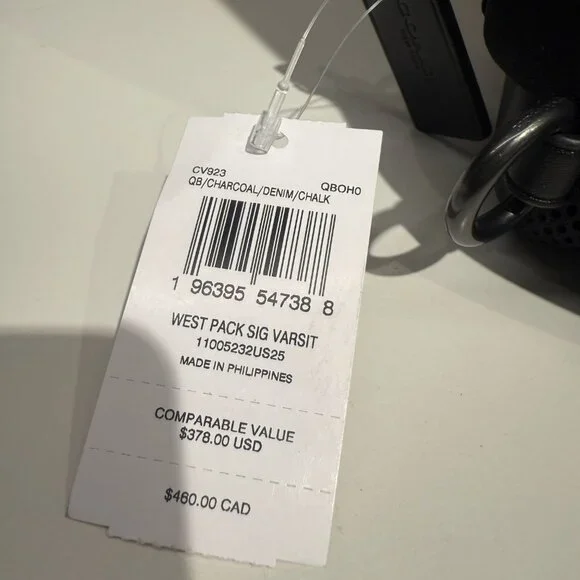 CV923 QBOH0
QB/CHARCOAL/DENIM/CHALK
1 96395 54738 8
WEST PACK SIG VARSIT
11005232US25
MADE IN PHILIPPINES
COMPARABLE VALUE
$378.00 USD
$460.00 CAD